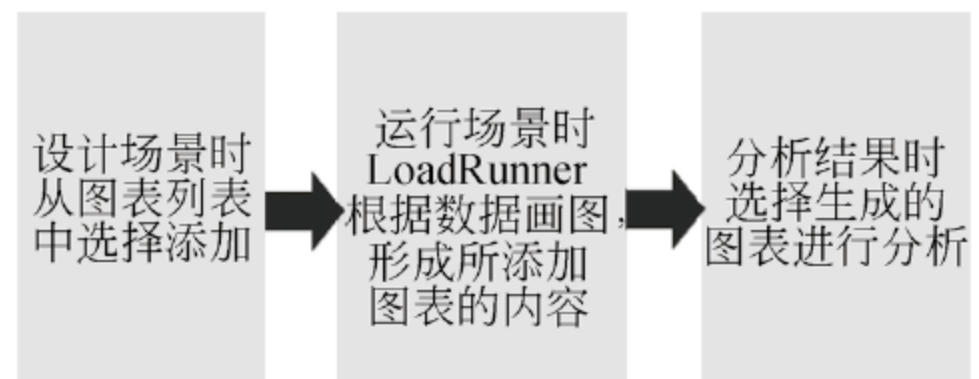 设计场景时
从图表列表
中选择添加
运行场景时
LoadRunner
根据数据画图，
形成所添加
图表的内容
分析结果时
选择生成的
图表进行分析